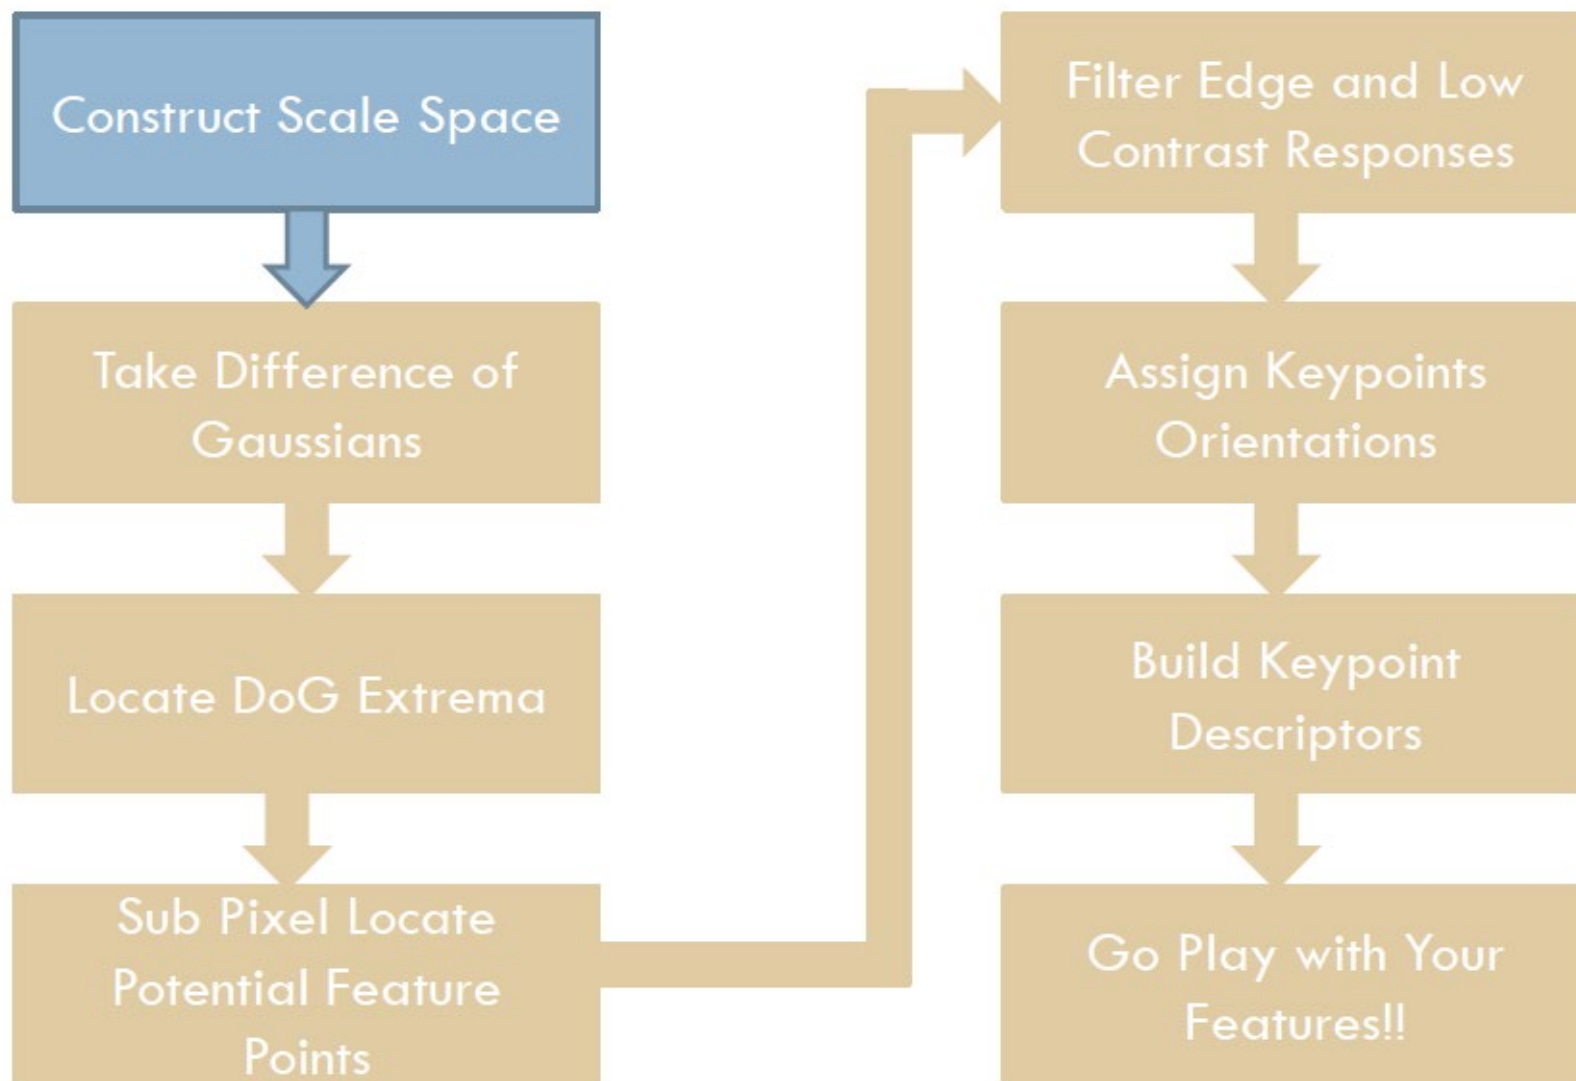 Construct Scale Space
Take Difference of
Gaussians
Locate DoG Extrema
Sub Pixel Locate
Potential Feature
Points
Filter Edge and Low
Contrast Responses
Assign Keypoints
Orientations
Build Keypoint
Descriptors
Go Play with Your
Features!!